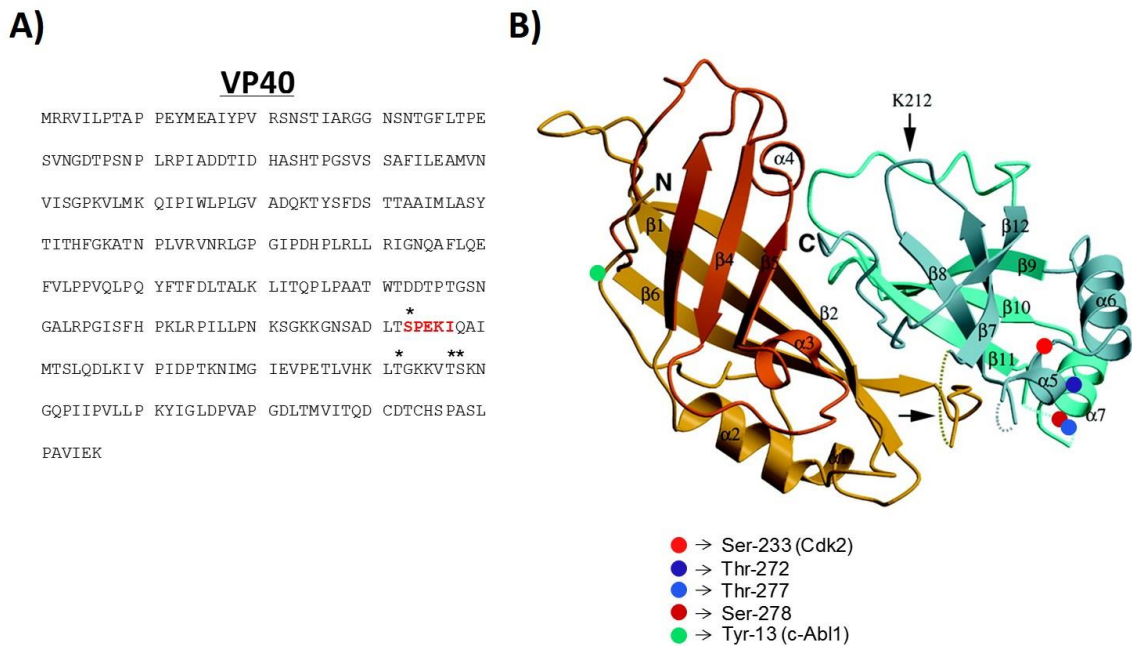 A)
VP40
MRRVILPTAP PEYMEAIYPV RSNSTIARGG NSNTGFLTPE
SVNGDTPSNP LRPIADDTID HASHTPGSVS SAFILEAMVN
VISGPKVLMK QIPIWLPLGV ADQKTYSFDS TTAAIMLASY
TITHFGKATN PLVRVNRLGP GIPDHPLRLL RIGNQAFLQE
FVLPPVQLPQ YFTFDLTALK LITQPLPAAT WTDDTPTGSN
*
GALRPGISFH PKLRPILLPN KSGKKGNSAD LTSPEKIQAI
* **
MTSLQDLKIV PIDPTKNIMG IEVPETLVHK LTGKKVTSKN
GQPIIPVLLP KYIGLDPVAP GDLTMVITQD CDTCHSPASL
PAVIEK
B)
K212
α4
N
C
β1
β3
β4
β5
β6
β2
α3
α2
α1
β12
β8
β9
α6
β10
β7
β11
α5
α7
→ Ser-233 (Cdk2)
→ Thr-272
→ Thr-277
→ Ser-278
→ Tyr-13 (c-Abl1)